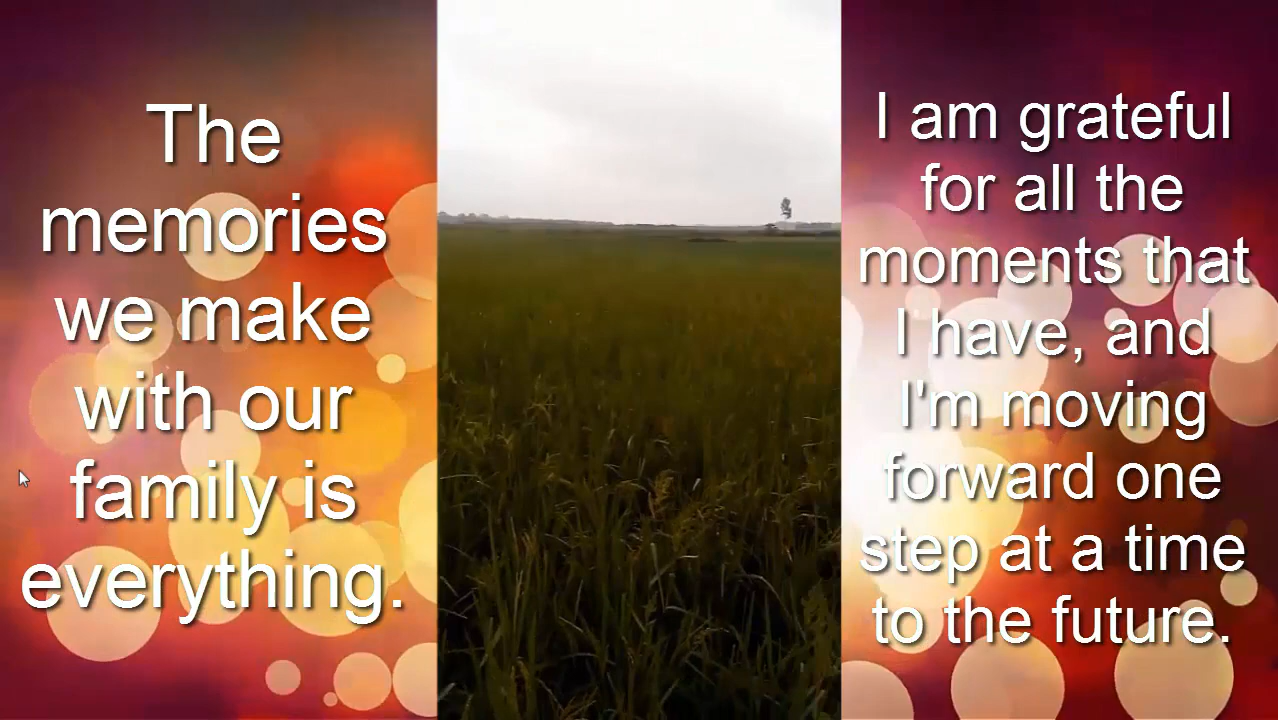 The
memories
we make
with our
family is
everything.
I am grateful
for all the
moments that
I have, and
I'm moving
forward one
step at a time
to the future.